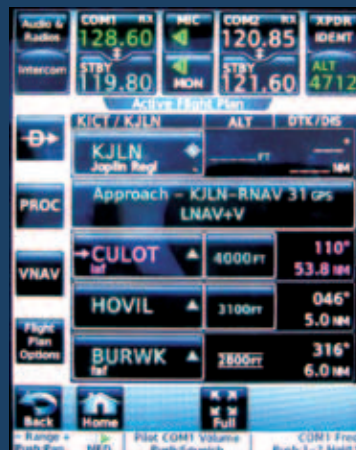 Audio & Radios
COM1 RX
128.60
STBY
119.80
MIC
MON
COM2 RX
120.85
STBY
121.60
XPDR
IDENT
ALT
4712
Intercom
Active Flight Plan
KICT / KJLN ALT DTK/DIS
KJLN
Joplin Regl
FT
NM
Approach – KJLN–RNAV 31 GPS
LNAV+V
CULOT
iaf
4000FT
110°
53.8 NM
HOVIL
3100FT
046°
5.0 NM
BURWK
faf
2800FT
316°
6.0 NM
D
PROC
VNAV
Flight
Plan
Options
Back
Home
Full
– Range +
Pilot COM1 Volume
COM1 Freq